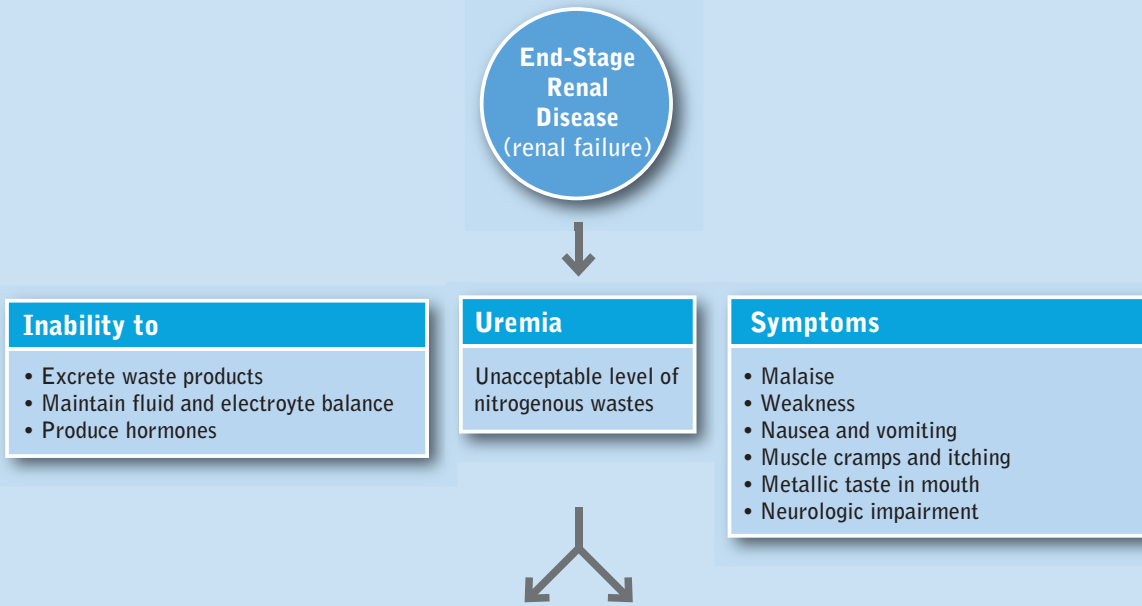 End-Stage
Renal
Disease
(renal failure)
Inability to
• Excrete waste products
• Maintain fluid and electroyte balance
• Produce hormones
Uremia
Unacceptable level of
nitrogenous wastes
Symptoms
• Malaise
• Weakness
• Nausea and vomiting
• Muscle cramps and itching
• Metallic taste in mouth
• Neurologic impairment